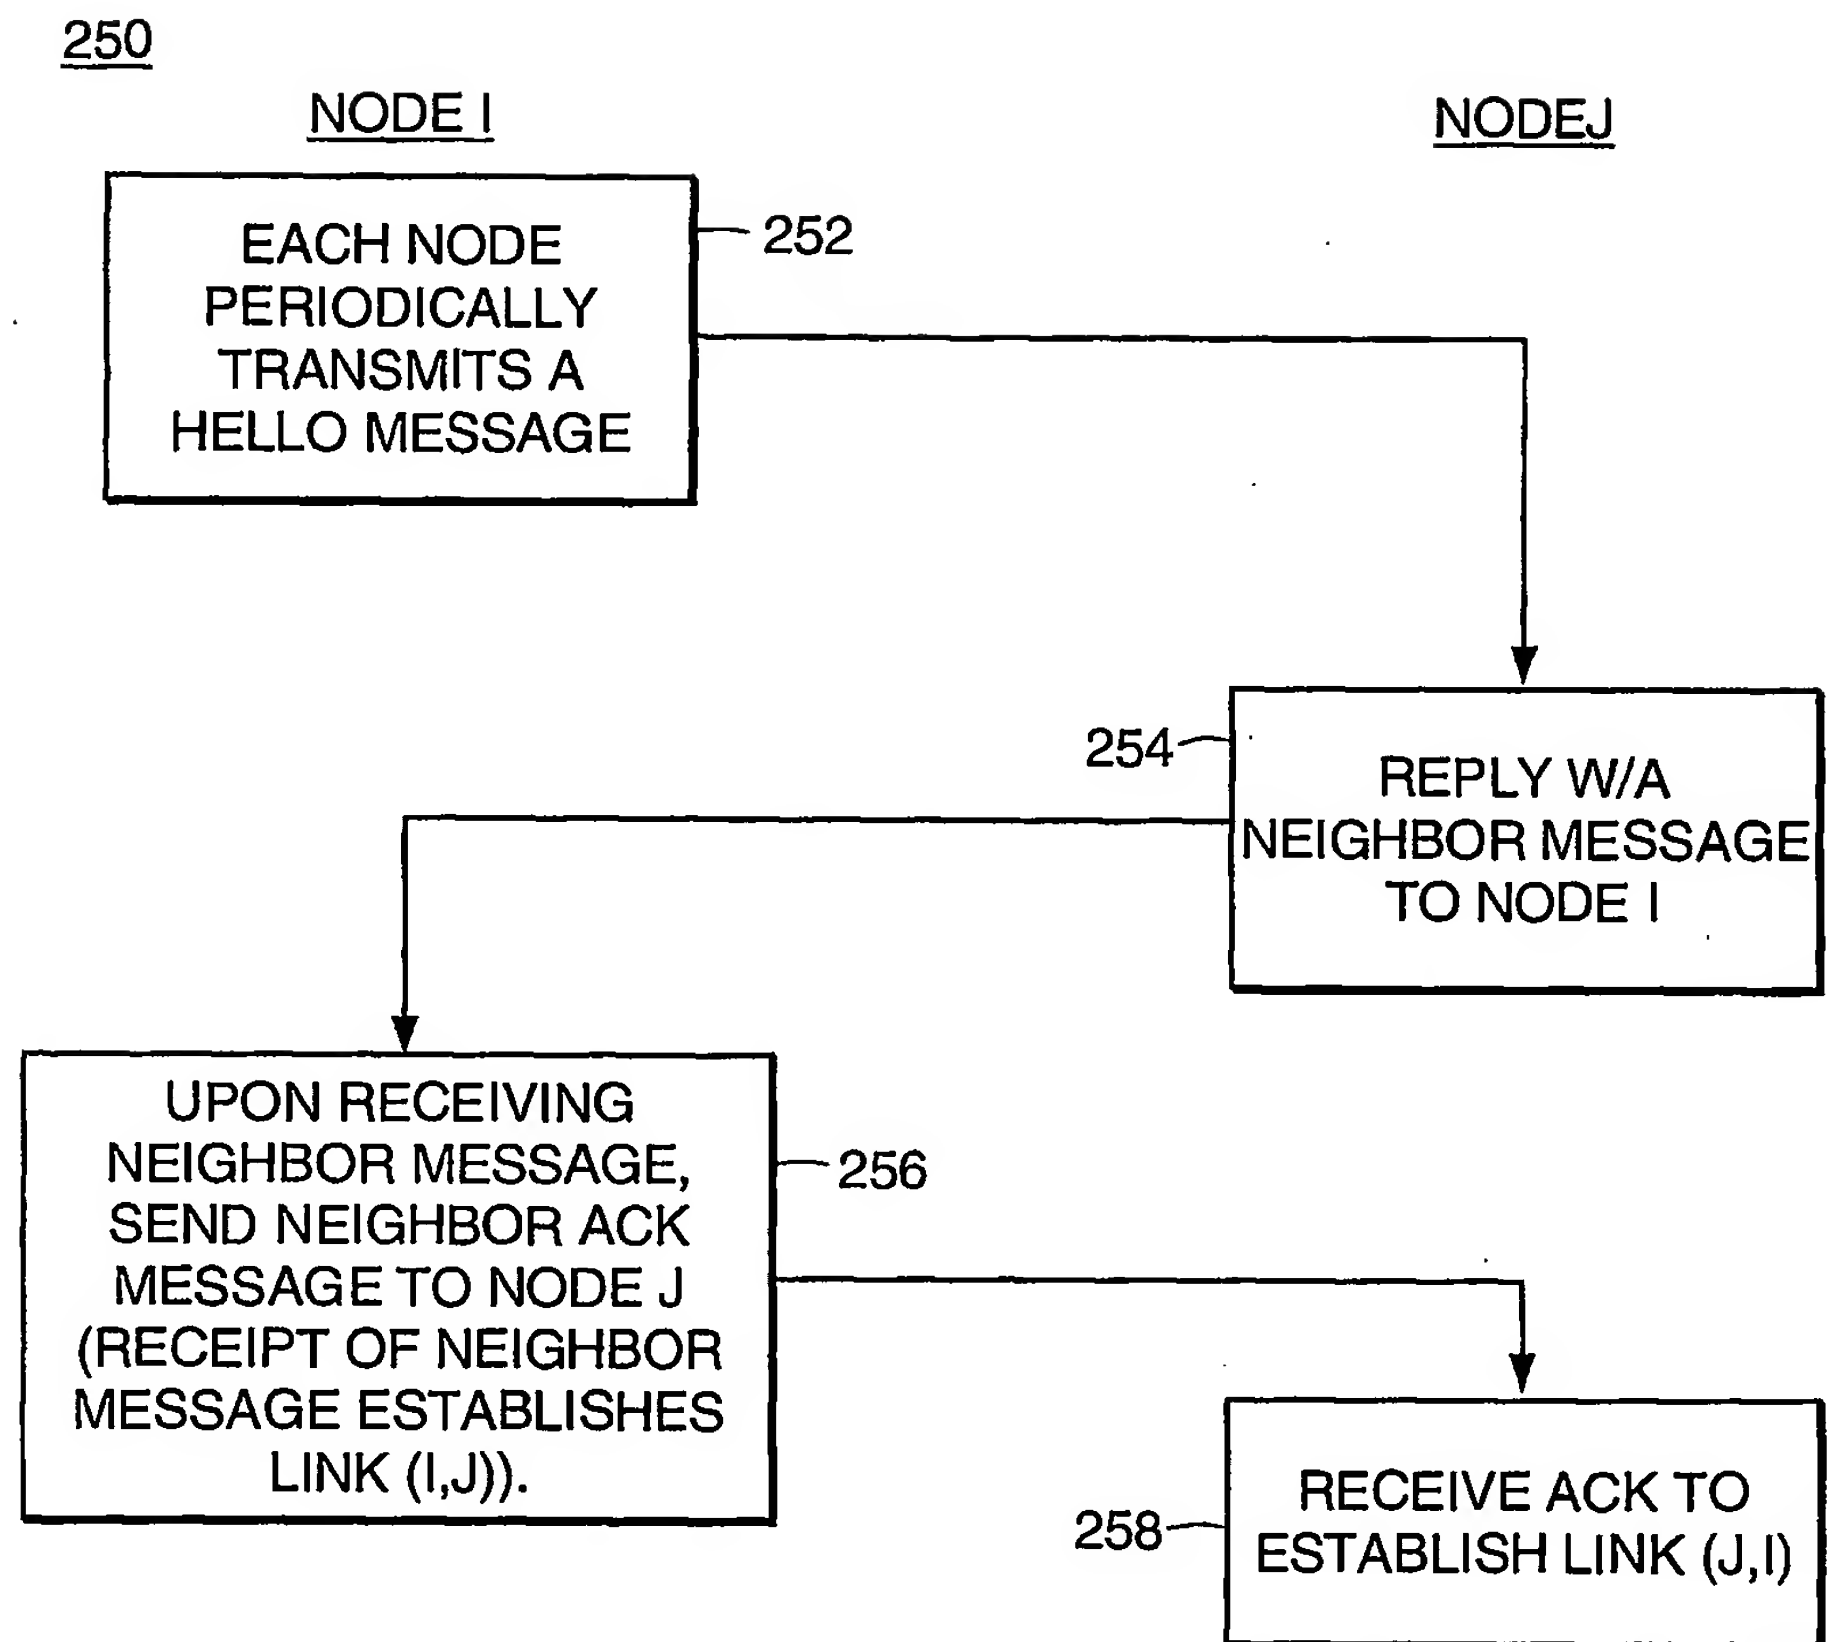 250
NODE I
NODEJ
EACH NODE
PERIODICALLY
TRANSMITS A
HELLO MESSAGE
252
254
REPLY W/A
NEIGHBOR MESSAGE
TO NODE I
UPON RECEIVING
NEIGHBOR MESSAGE,
SEND NEIGHBOR ACK
MESSAGE TO NODE J
(RECEIPT OF NEIGHBOR
MESSAGE ESTABLISHES
LINK (I,J)).
256
258
RECEIVE ACK TO
ESTABLISH LINK (J,I)